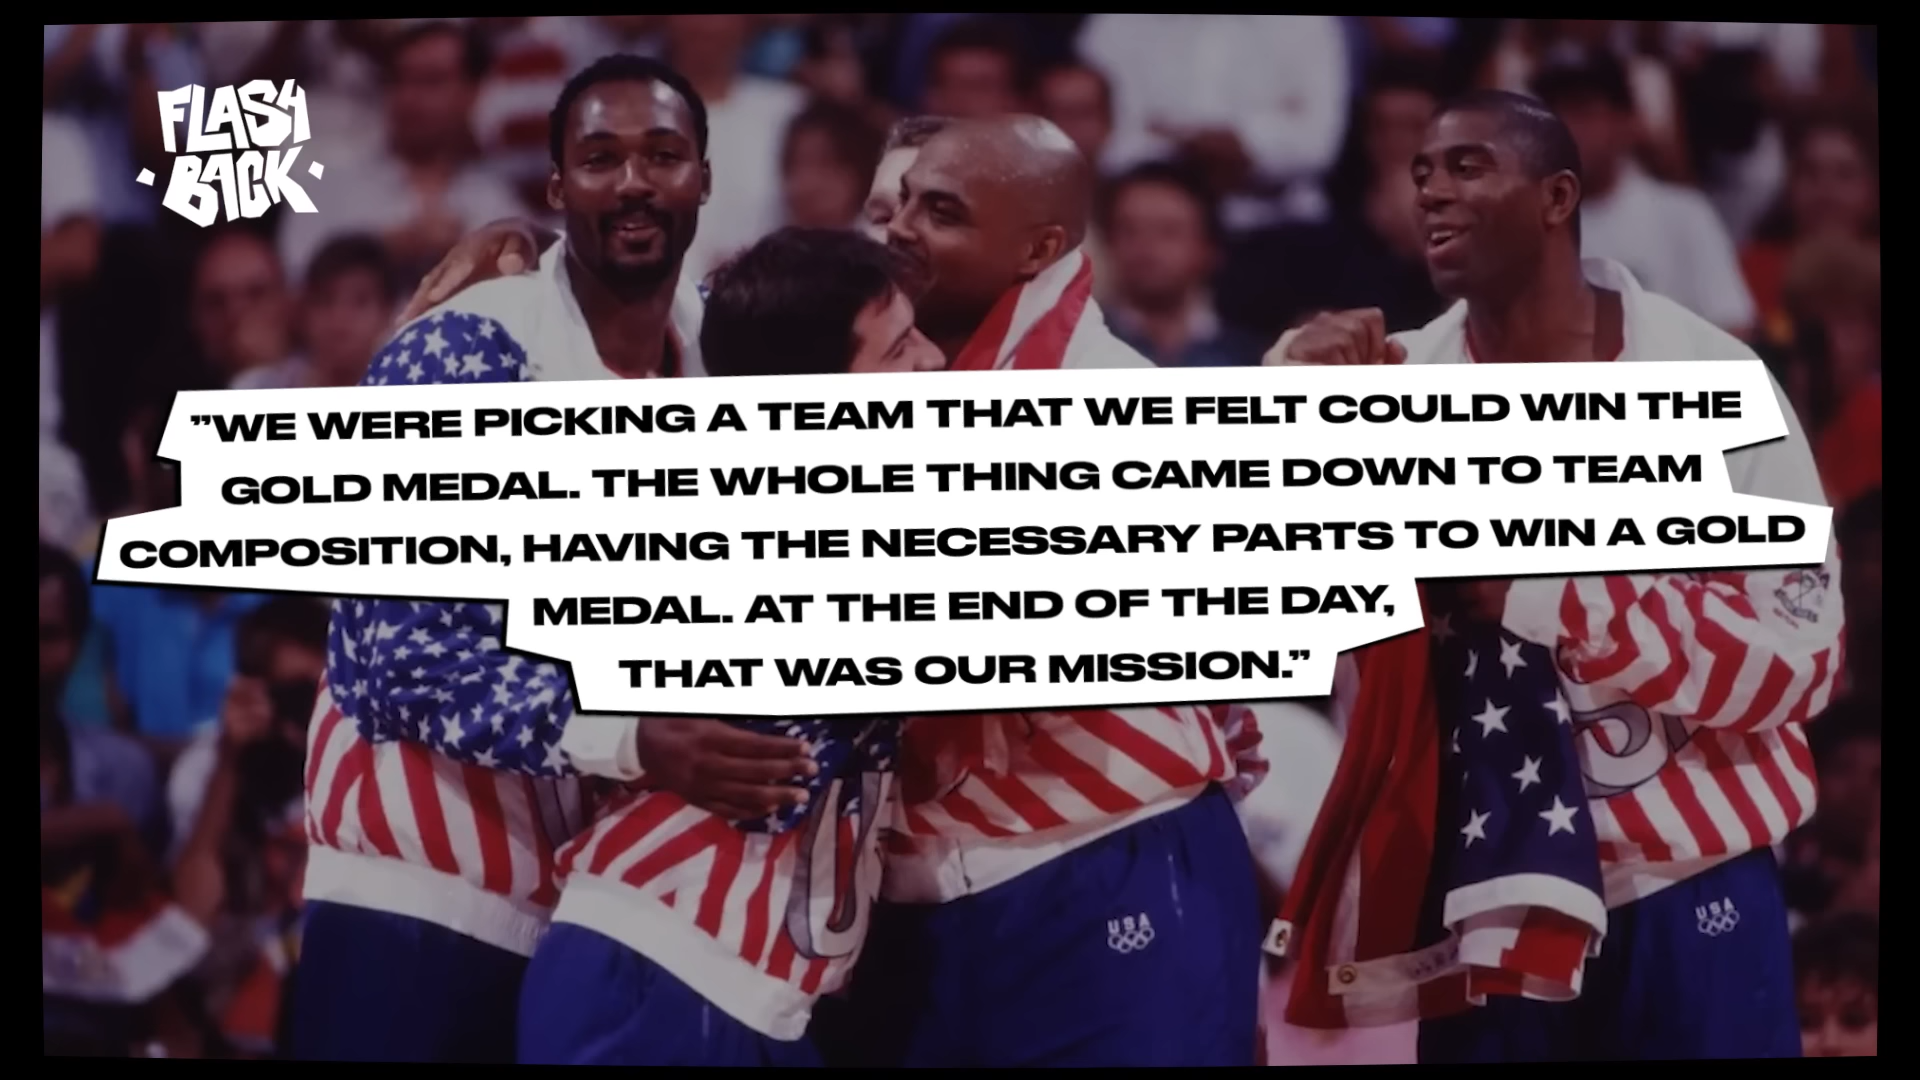 FLASH
BACK
”WE WERE PICKING A TEAM THAT WE FELT COULD WIN THE
GOLD MEDAL. THE WHOLE THING CAME DOWN TO TEAM
COMPOSITION, HAVING THE NECESSARY PARTS TO WIN A GOLD
MEDAL. AT THE END OF THE DAY,
THAT WAS OUR MISSION.”
USA
USA